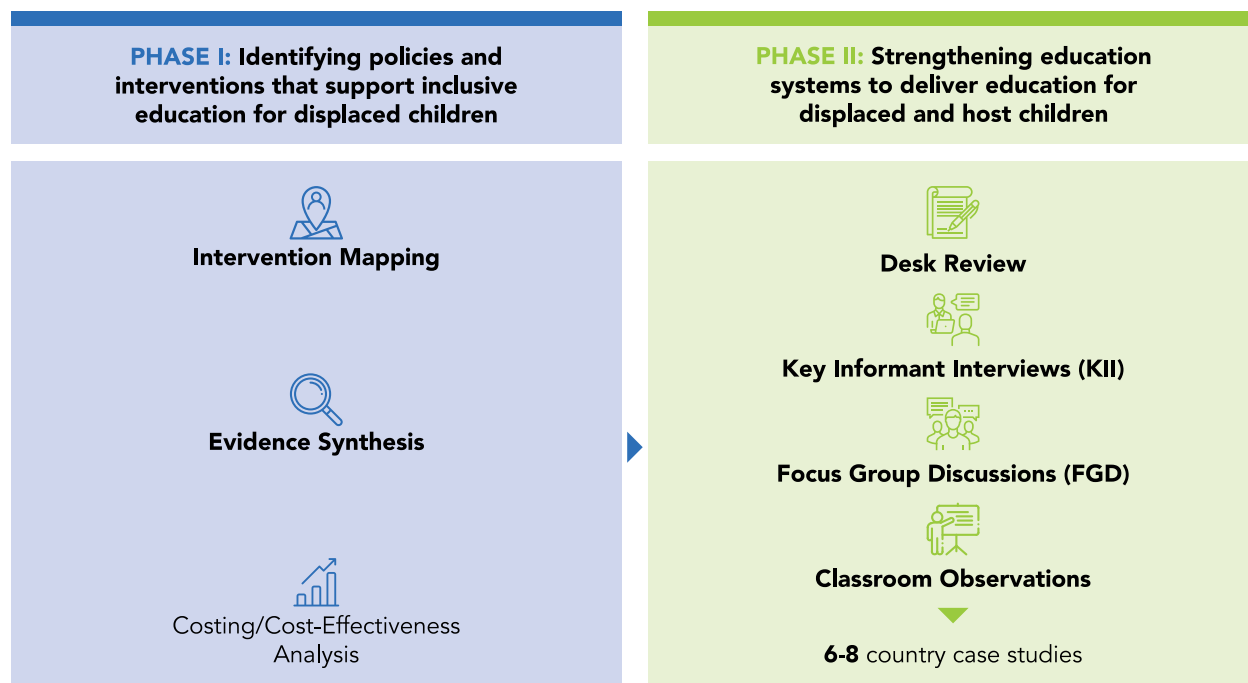 PHASE I: Identifying policies and
interventions that support inclusive
education for displaced children
Intervention Mapping
Evidence Synthesis
Costing/Cost-Effectiveness
Analysis
PHASE II: Strengthening education
systems to deliver education for
displaced and host children
Desk Review
Key Informant Interviews (KII)
Focus Group Discussions (FGD)
Classroom Observations
6-8 country case studies